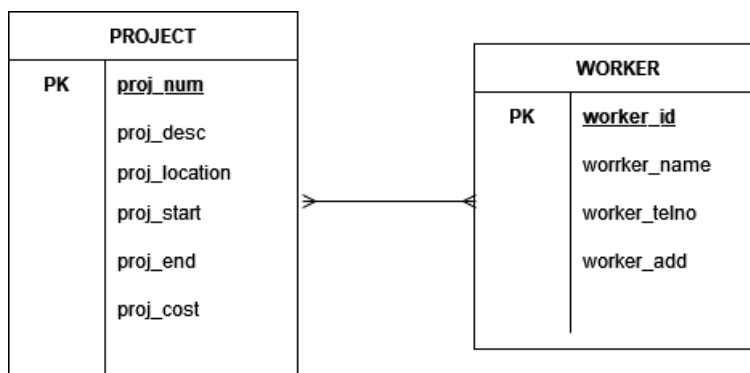 PROJECT
PK proj_num
proj_desc
proj_location
proj_start
proj_end
proj_cost
WORKER
PK worker_id
worrker_name
worker_telno
worker_add